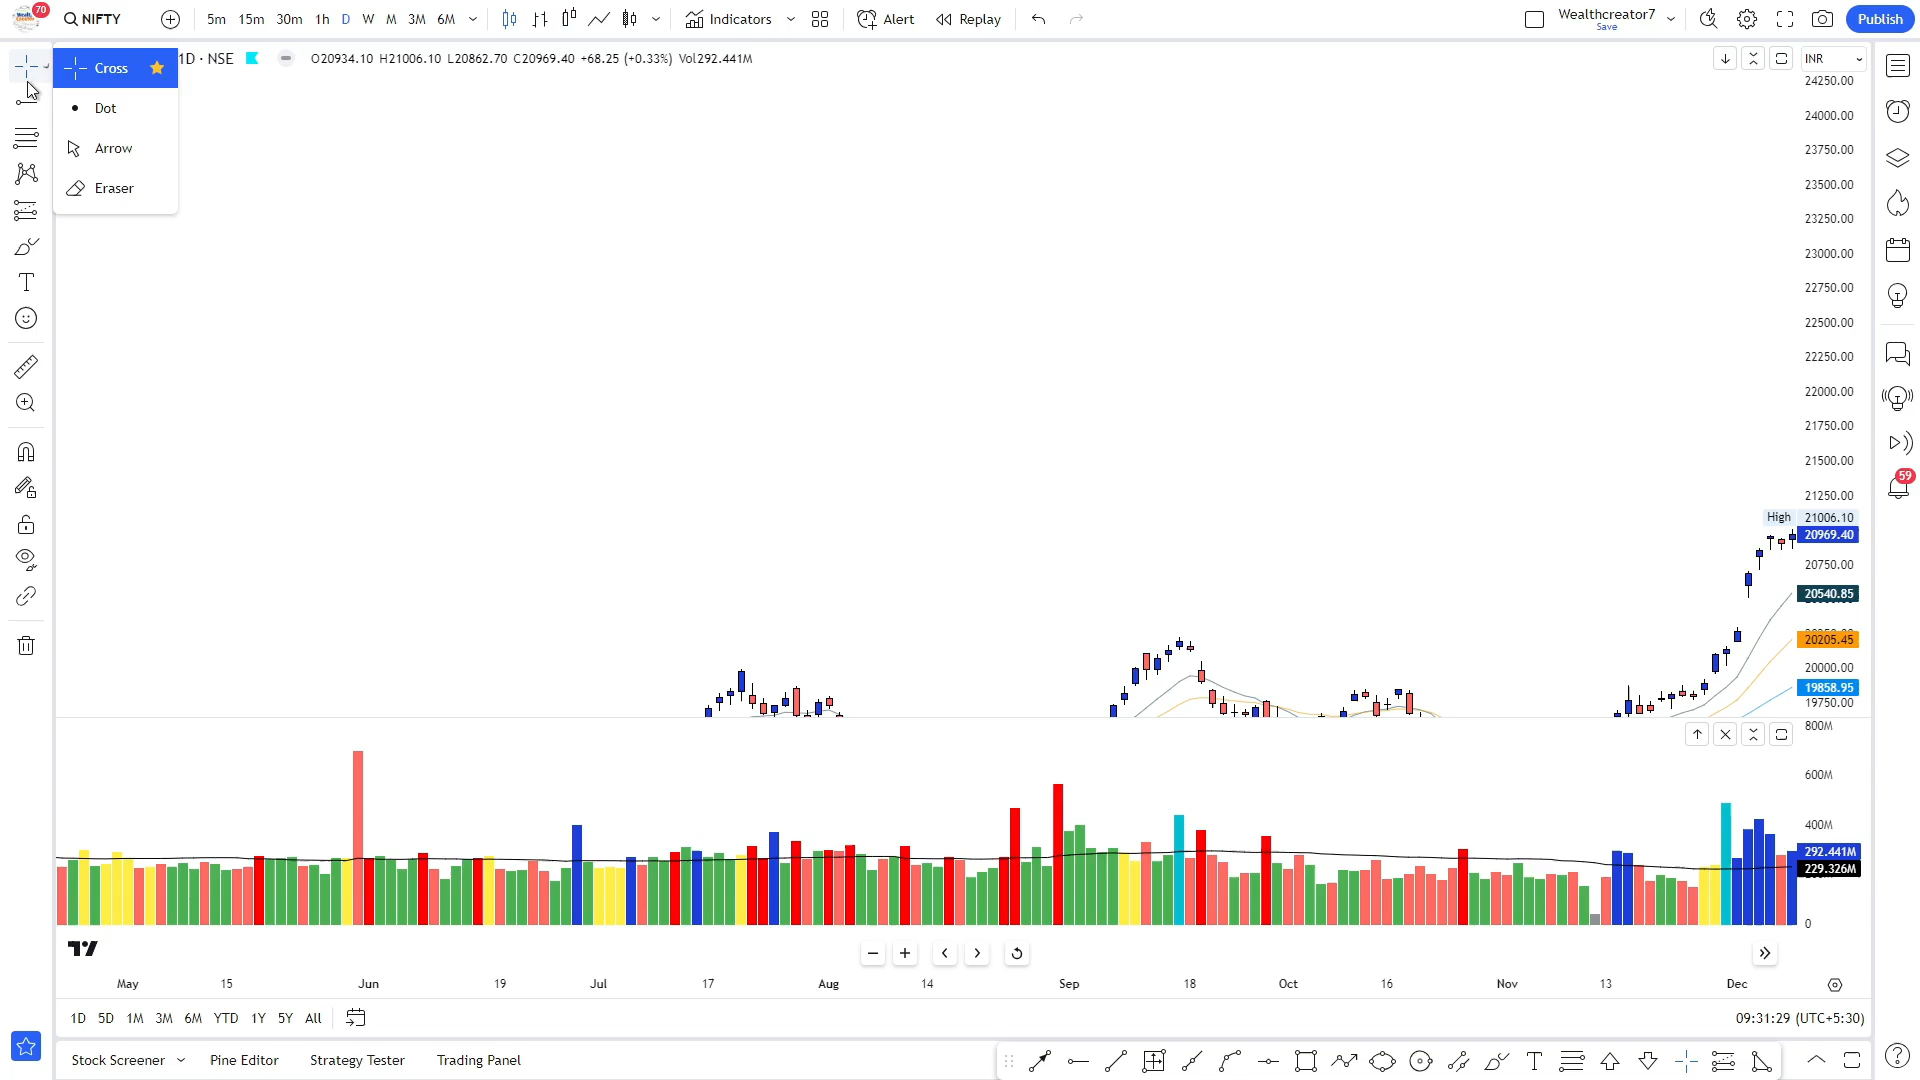 70
NIFTY
5m 15m 30m 1h D W M 3M 6M
Indicators
Alert
Replay
Wealthcreator7
Save
Publish
Cross
Dot
Arrow
Eraser
1D · NSE
O20934.10 H21006.10 L20862.70 C20969.40 +68.25 (+0.33%) Vol292.441M
INR
24250.00
24000.00
23750.00
23500.00
23250.00
23000.00
22750.00
22500.00
22250.00
22000.00
21750.00
21500.00
21250.00
High 21006.10
20969.40
20750.00
20540.85
20205.45
20000.00
19858.95
19750.00
59
800M
600M
400M
292.441M
229.326M
0
May 15 Jun 19 Jul 17 Aug 14 Sep 18 Oct 16 Nov 13 Dec
1D 5D 1M 3M 6M YTD 1Y 5Y All
09:31:29 (UTC+5:30)
Stock Screener
Pine Editor
Strategy Tester
Trading Panel